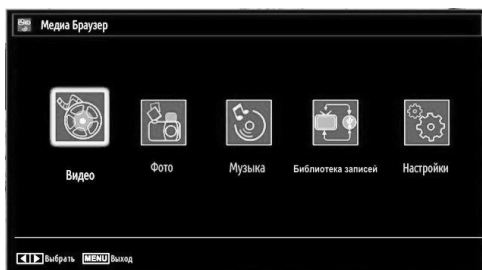 Медиа Браузер
Видео Фото Музыка Библиотека записей Настройки
Выбрать MENU Выход